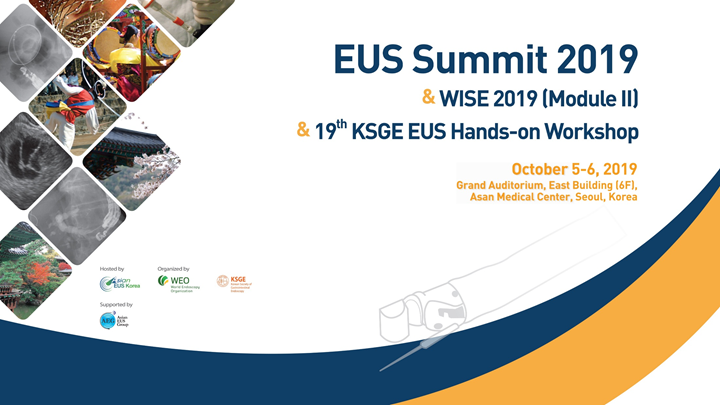 EUS Summit 2019
& WISE 2019 (Module II)
& 19th KSGE EUS Hands-on Workshop
October 5-6, 2019
Grand Auditorium, East Building (6F),
Asan Medical Center, Seoul, Korea
Hosted by
Asian
EUS Korea
Organized by
WEO
World Endoscopy
Organization
KSGE
Supported by
Asian
EUS
Group